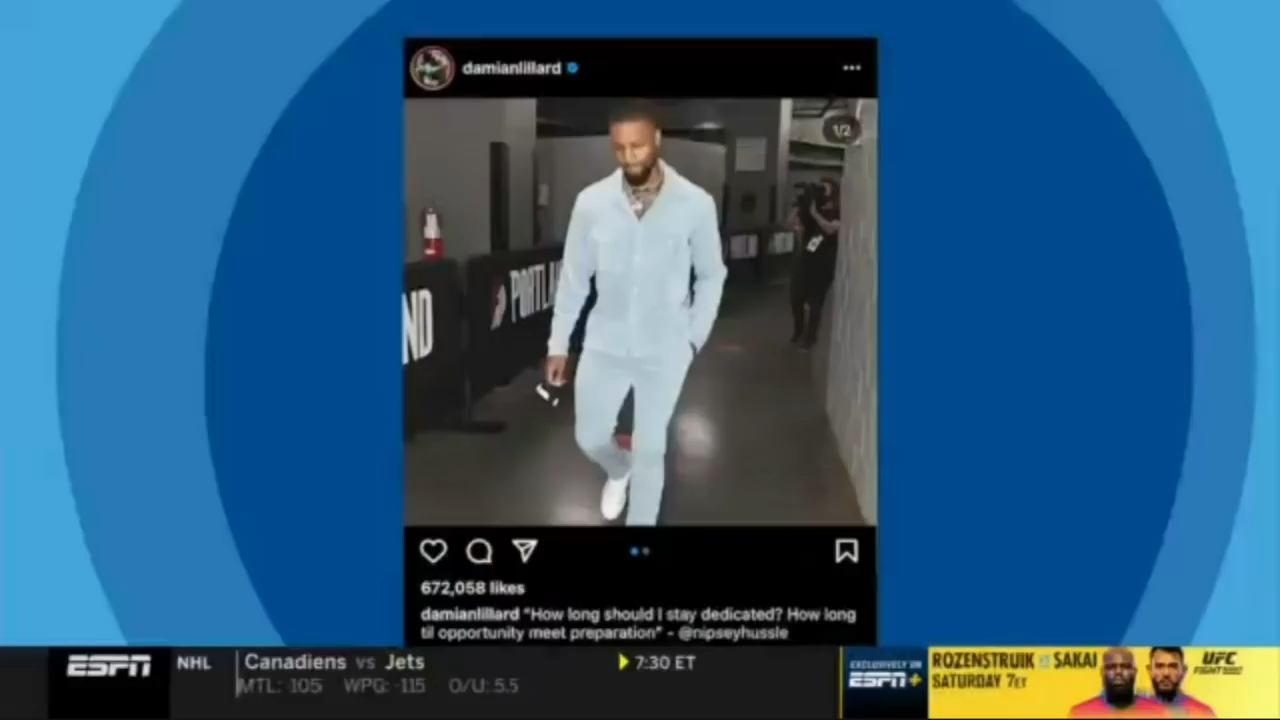 damianlillard
1/2
ND
PORTLA
672,058 likes
damianlillard "How long should I stay dedicated? How long
til opportunity meet preparation" - @nipseyhussle
ESPN
NHL
Canadiens vs Jets
7:30 ET
MTL: -105 WPG: -115 O/U: 5.5
EXCLUSIVELY ON
ESPN+
ROZENSTRUIK SAKAI
SATURDAY 7ET
UFC
FIGHT